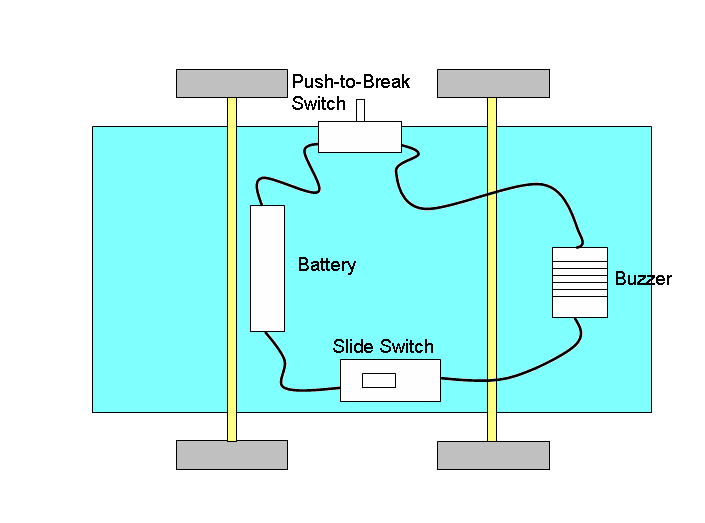 Push-to-Break
Switch
Battery
Buzzer
Slide Switch